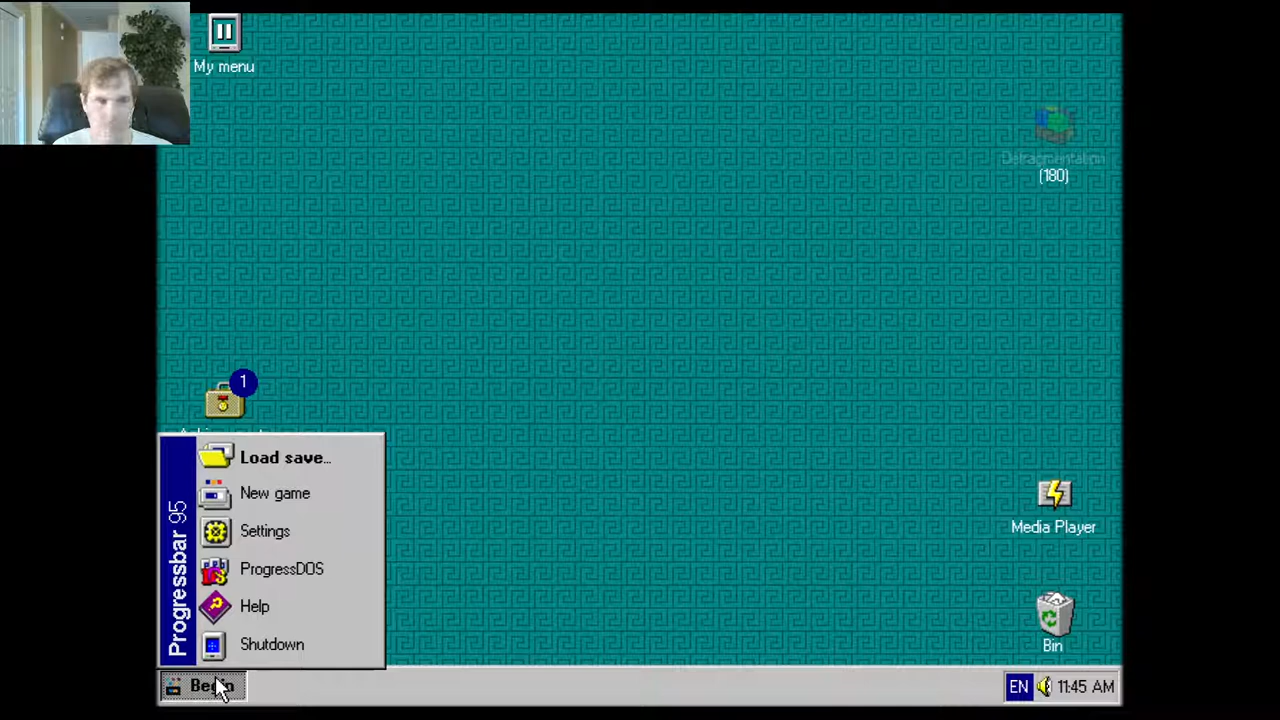 My menu
Defragmentation
(180)
1
Load save...
New game
Settings
ProgressDOS
Help
Shutdown
Progressbar 95
Media Player
Bin
Begin
EN
11:45 AM